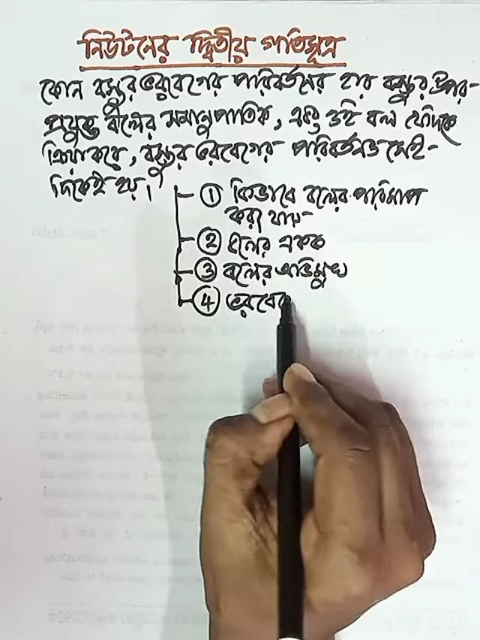 নিউটনের দ্বিতীয় গতিসূত্র
কোন বস্তুর ভরবেগের পরিবর্তনের হার বস্তুর উপর-
প্রযুক্ত বলের সমানুপাতিক, এবং ওই বল যেদিকে
ক্রিয়া করে, বস্তুর ভরবেগের পরিবর্তনও সেই-
দিকেই হয়।
① কিভাবে বলের পরিমাপ
করা যায়-
② বলের একক
③ বলের অভিমুখ
④ ভরবেগ